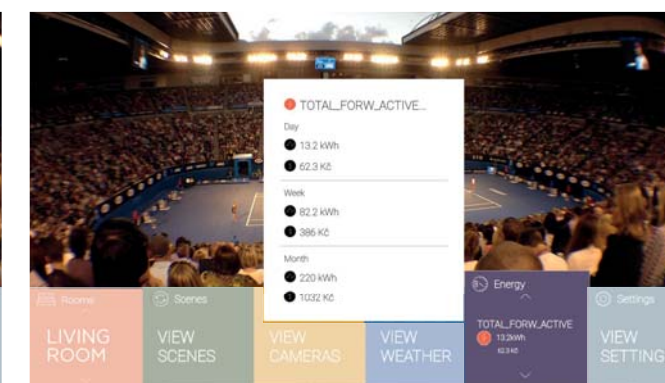 TOTAL_FORW_ACTIVE...
Day
13.2 kWh
62.3 Kč
Week
82.2 kWh
386 Kč
Month
220 kWh
1032 Kč
Rooms
LIVING
ROOM
Scenes
VIEW
SCENES
VIEW
CAMERAS
VIEW
WEATHER
Energy
TOTAL_FORW_ACTIVE
13.2kWh
62.3 Kč
Settings
VIEW
SETTING